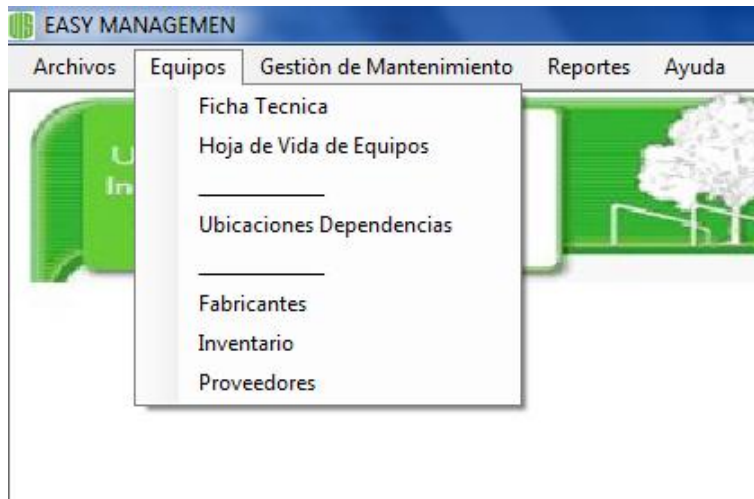 EASY MANAGEMEN
Archivos Equipos Gestiòn de Mantenimiento Reportes Ayuda
Ficha Tecnica
Hoja de Vida de Equipos
Ubicaciones Dependencias
Fabricantes
Inventario
Proveedores